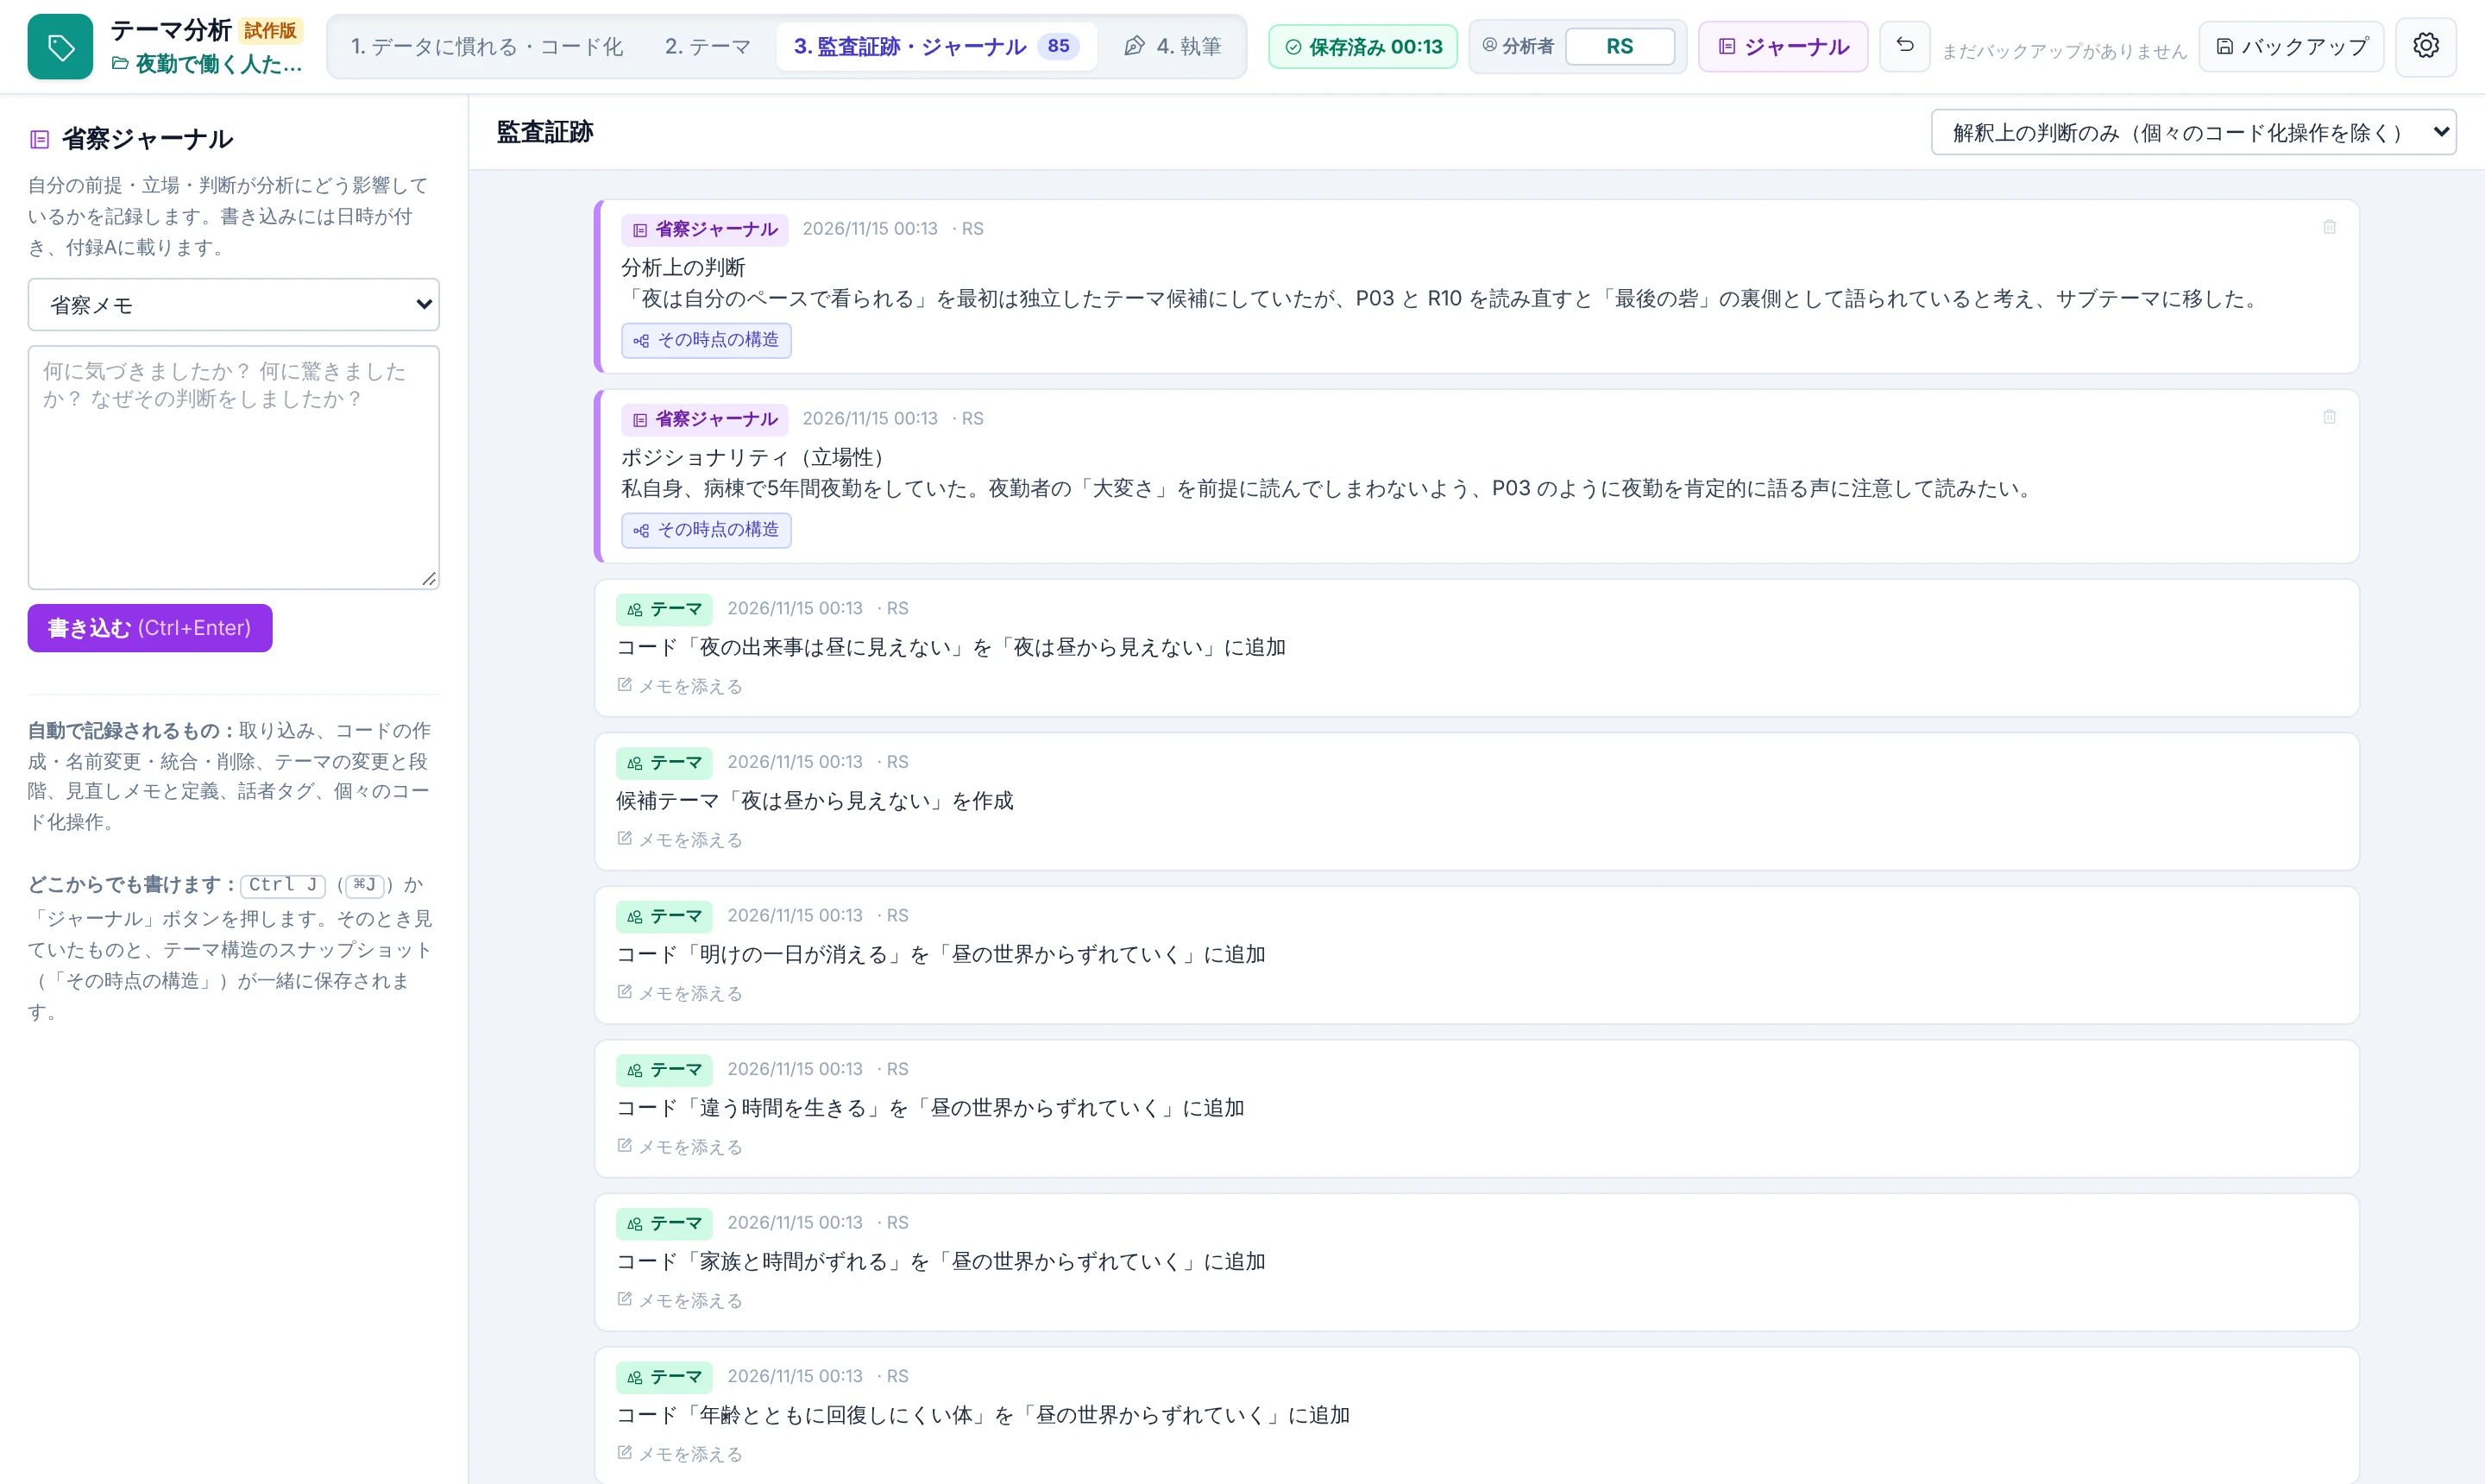 テーマ分析 試作版
夜勤で働く人た...
1. データに慣れる・コード化
2. テーマ
3. 監査証跡・ジャーナル 85
4. 執筆
保存済み 00:13
分析者 RS
ジャーナル
まだバックアップがありません
バックアップ
省察ジャーナル
自分の前提・立場・判断が分析にどう影響して
いるかを記録します。書き込みには日時が付
き、付録Aに載ります。
省察メモ
何に気づきましたか? 何に驚きました
か? なぜその判断をしましたか?
書き込む (Ctrl+Enter)
自動で記録されるもの:取り込み、コードの作
成・名前変更・統合・削除、テーマの変更と段
階、見直しメモと定義、話者タグ、個々のコー
ド化操作。
どこからでも書けます:Ctrl J(⌘J)か
「ジャーナル」ボタンを押します。そのとき見
ていたものと、テーマ構造のスナップショット
(「その時点の構造」)が一緒に保存されま
す。
監査証跡
解釈上の判断のみ(個々のコード化操作を除く)
省察ジャーナル 2026/11/15 00:13 · RS
分析上の判断
「夜は自分のペースで看られる」を最初は独立したテーマ候補にしていたが、P03 と R10 を読み直すと「最後の砦」の裏側として語られていると考え、サブテーマに移した。
その時点の構造
省察ジャーナル 2026/11/15 00:13 · RS
ポジショナリティ(立場性)
私自身、病棟で5年間夜勤をしていた。夜勤者の「大変さ」を前提に読んでしまわないよう、P03 のように夜勤を肯定的に語る声に注意して読みたい。
その時点の構造
テーマ 2026/11/15 00:13 · RS
コード「夜の出来事は昼に見えない」を「夜は昼から見えない」に追加
メモを添える
テーマ 2026/11/15 00:13 · RS
候補テーマ「夜は昼から見えない」を作成
メモを添える
テーマ 2026/11/15 00:13 · RS
コード「明けの一日が消える」を「昼の世界からずれていく」に追加
メモを添える
テーマ 2026/11/15 00:13 · RS
コード「違う時間を生きる」を「昼の世界からずれていく」に追加
メモを添える
テーマ 2026/11/15 00:13 · RS
コード「家族と時間がずれる」を「昼の世界からずれていく」に追加
メモを添える
テーマ 2026/11/15 00:13 · RS
コード「年齢とともに回復しにくい体」を「昼の世界からずれていく」に追加
メモを添える